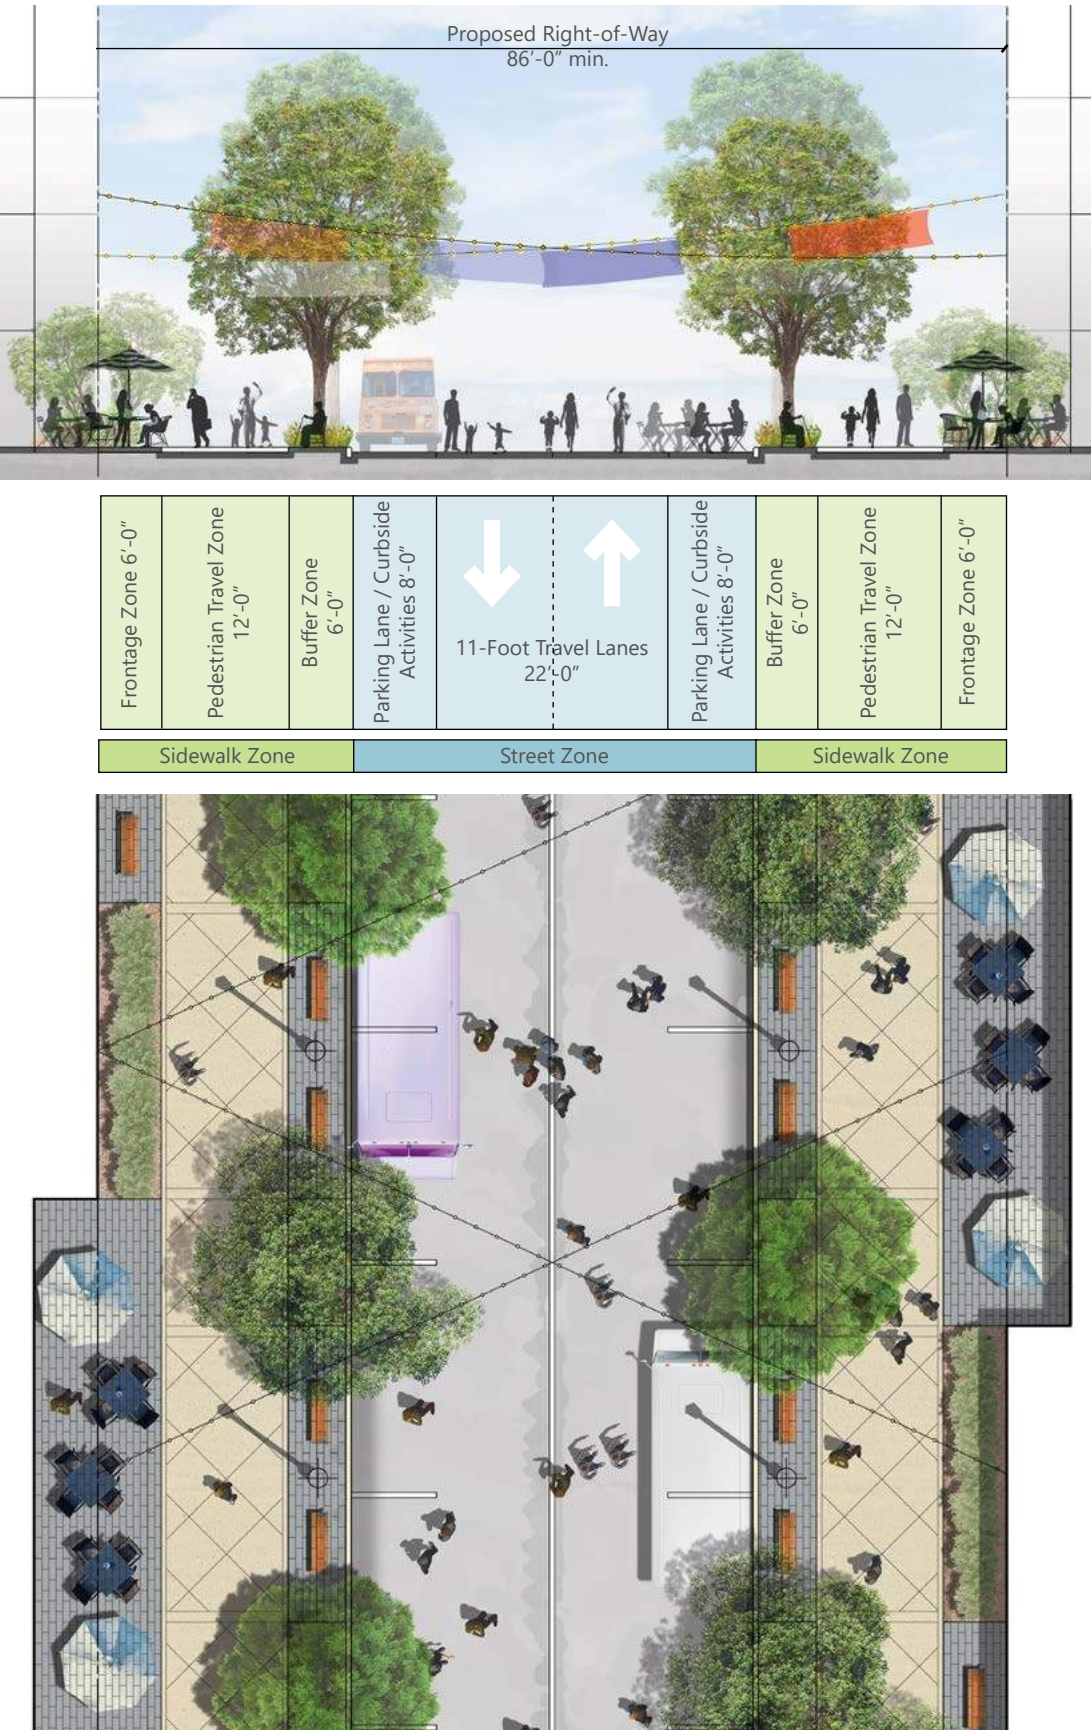 Proposed Right-of-Way
86’-0” min.
Frontage Zone 6’-0”
Pedestrian Travel Zone
12’-0”
Buffer Zone
6’-0”
Parking Lane / Curbside
Activities 8’-0”
11-Foot Travel Lanes
22’-0”
Parking Lane / Curbside
Activities 8’-0”
Buffer Zone
6’-0”
Pedestrian Travel Zone
12’-0”
Frontage Zone 6’-0”
Sidewalk Zone
Street Zone
Sidewalk Zone